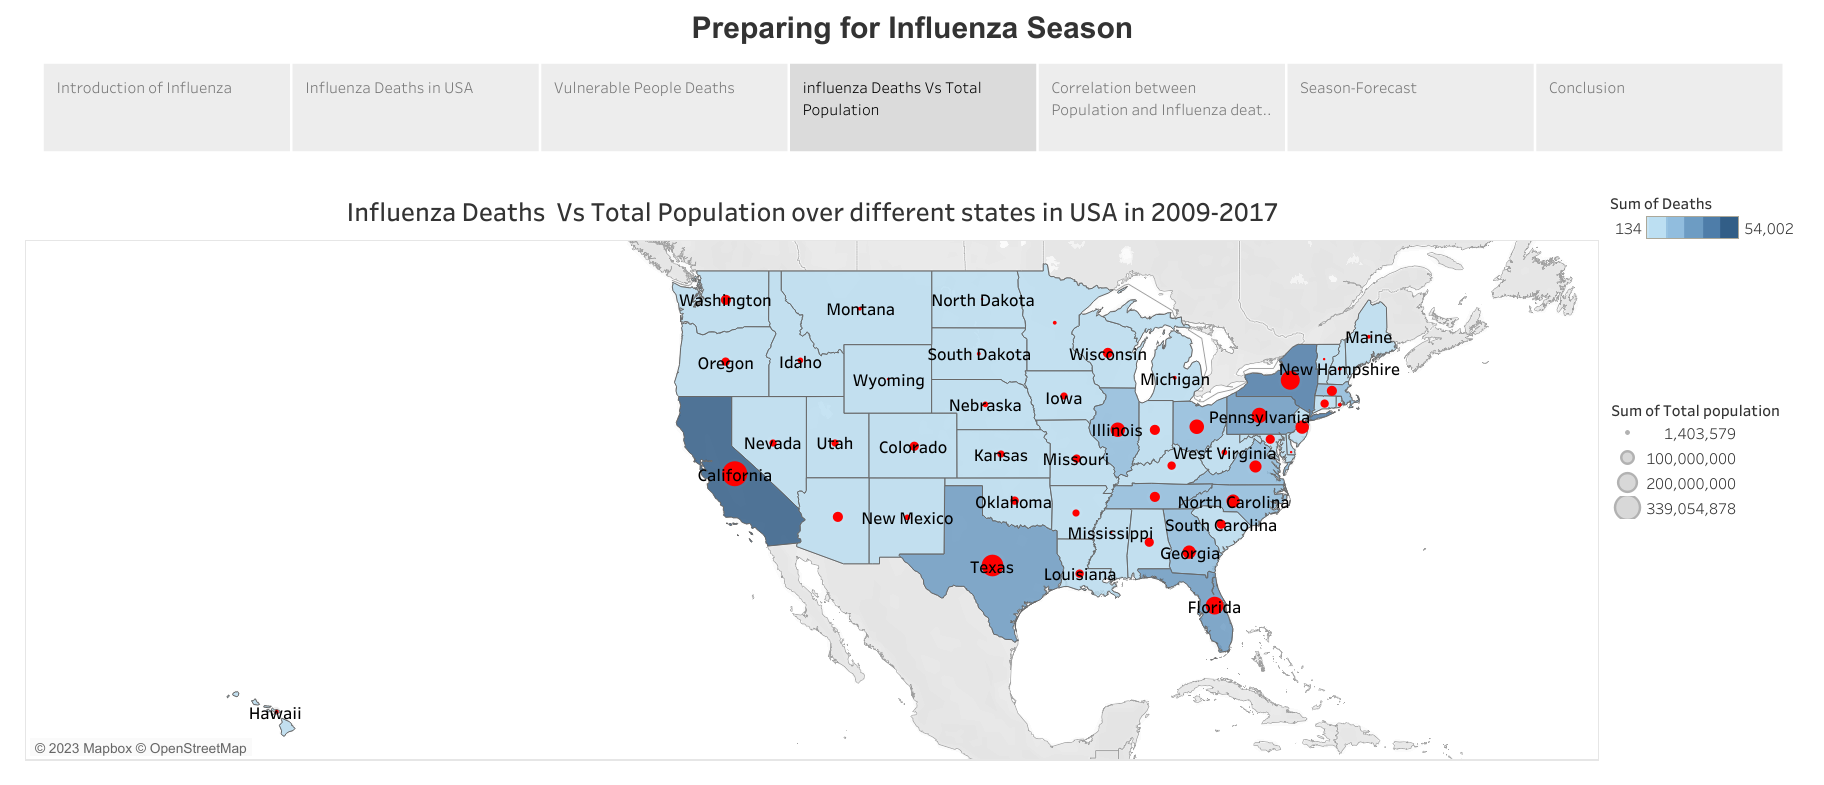 Preparing for Influenza Season
Introduction of Influenza
Influenza Deaths in USA
Vulnerable People Deaths
influenza Deaths Vs Total
Population
Correlation between
Population and Influenza deat..
Season-Forecast
Conclusion
Influenza Deaths  Vs Total Population over different states in USA in 2009-2017
Sum of Deaths
134
54,002
Washington
Montana
North Dakota
Maine
Oregon
Idaho
South Dakota
Wisconsin
New Hampshire
Wyoming
Michigan
Nebraska
Iowa
Pennsylvania
Illinois
Nevada
Utah
Colorado
Kansas
Missouri
West Virginia
California
Oklahoma
North Carolina
New Mexico
South Carolina
Mississippi
Georgia
Texas
Louisiana
Florida
Hawaii
Sum of Total population
1,403,579
100,000,000
200,000,000
339,054,878
© 2023 Mapbox © OpenStreetMap